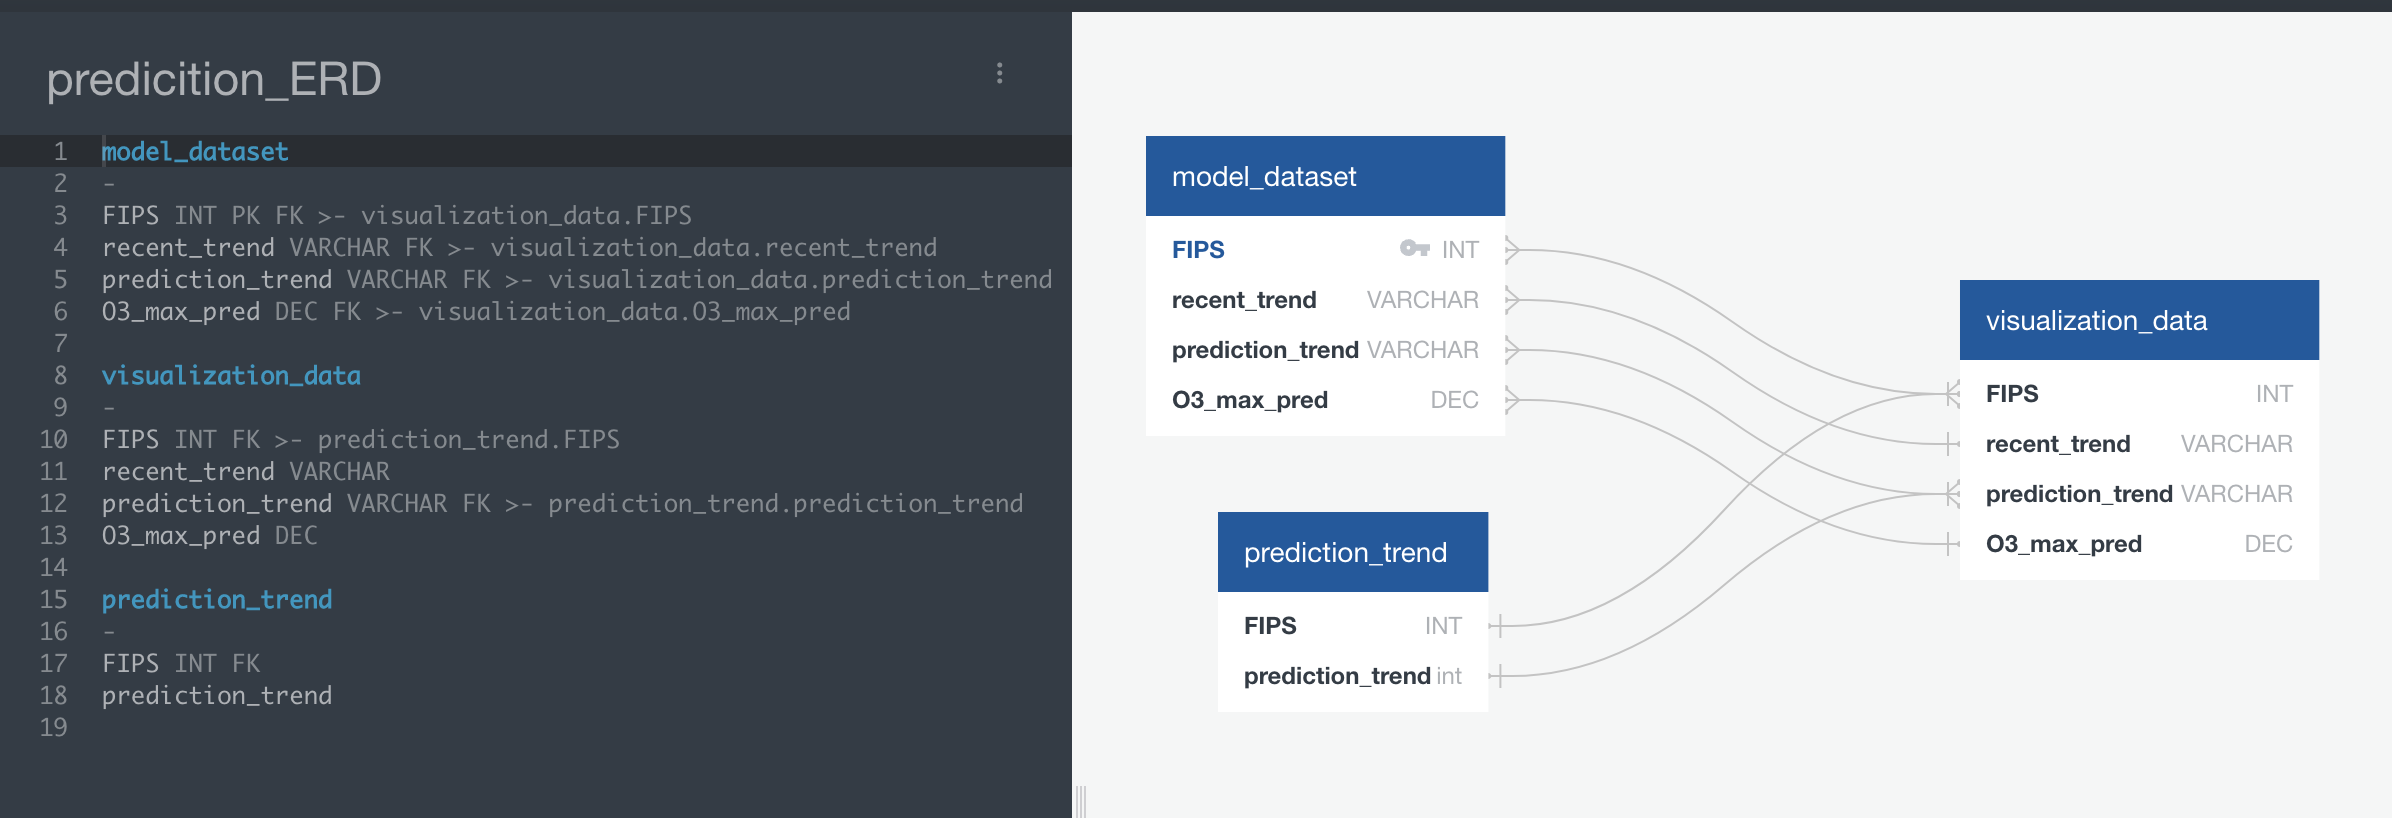 predicition_ERD
1 model_dataset
2 -
3 FIPS INT PK FK >- visualization_data.FIPS
4 recent_trend VARCHAR FK >- visualization_data.recent_trend
5 prediction_trend VARCHAR FK >- visualization_data.prediction_trend
6 O3_max_pred DEC FK >- visualization_data.O3_max_pred
7
8 visualization_data
9 -
10 FIPS INT FK >- prediction_trend.FIPS
11 recent_trend VARCHAR
12 prediction_trend VARCHAR FK >- prediction_trend.prediction_trend
13 O3_max_pred DEC
14
15 prediction_trend
16 -
17 FIPS INT FK
18 prediction_trend
19
model_dataset
FIPS INT
recent_trend VARCHAR
prediction_trend VARCHAR
O3_max_pred DEC
prediction_trend
FIPS INT
prediction_trend int
visualization_data
FIPS INT
recent_trend VARCHAR
prediction_trend VARCHAR
O3_max_pred DEC